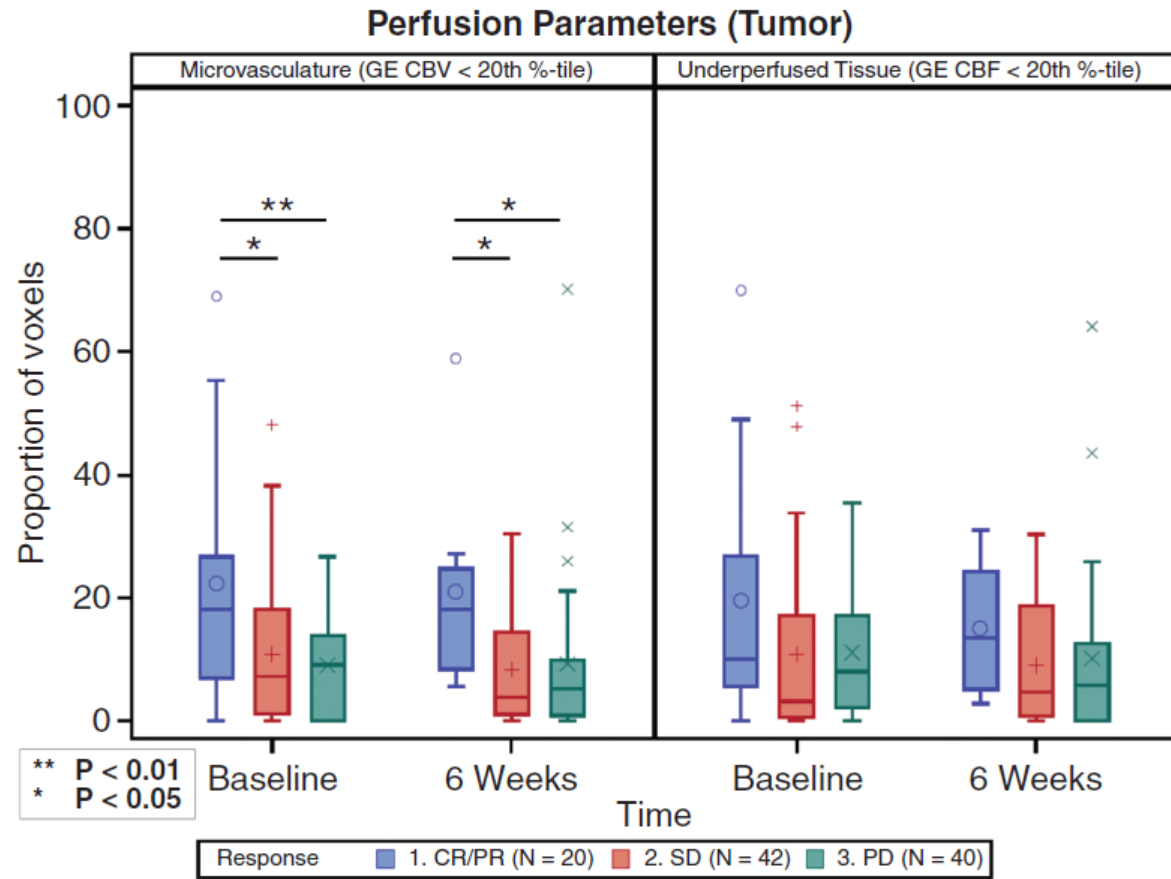 Perfusion Parameters (Tumor)
Microvasculature (GE CBV < 20th %-tile)
Underperfused Tissue (GE CBF < 20th %-tile)
Proportion of voxels
100
80
60
40
20
0
**
*
*
*
** P < 0.01
* P < 0.05
Baseline
6 Weeks
Baseline
6 Weeks
Time
Response 1. CR/PR (N = 20) 2. SD (N = 42) 3. PD (N = 40)